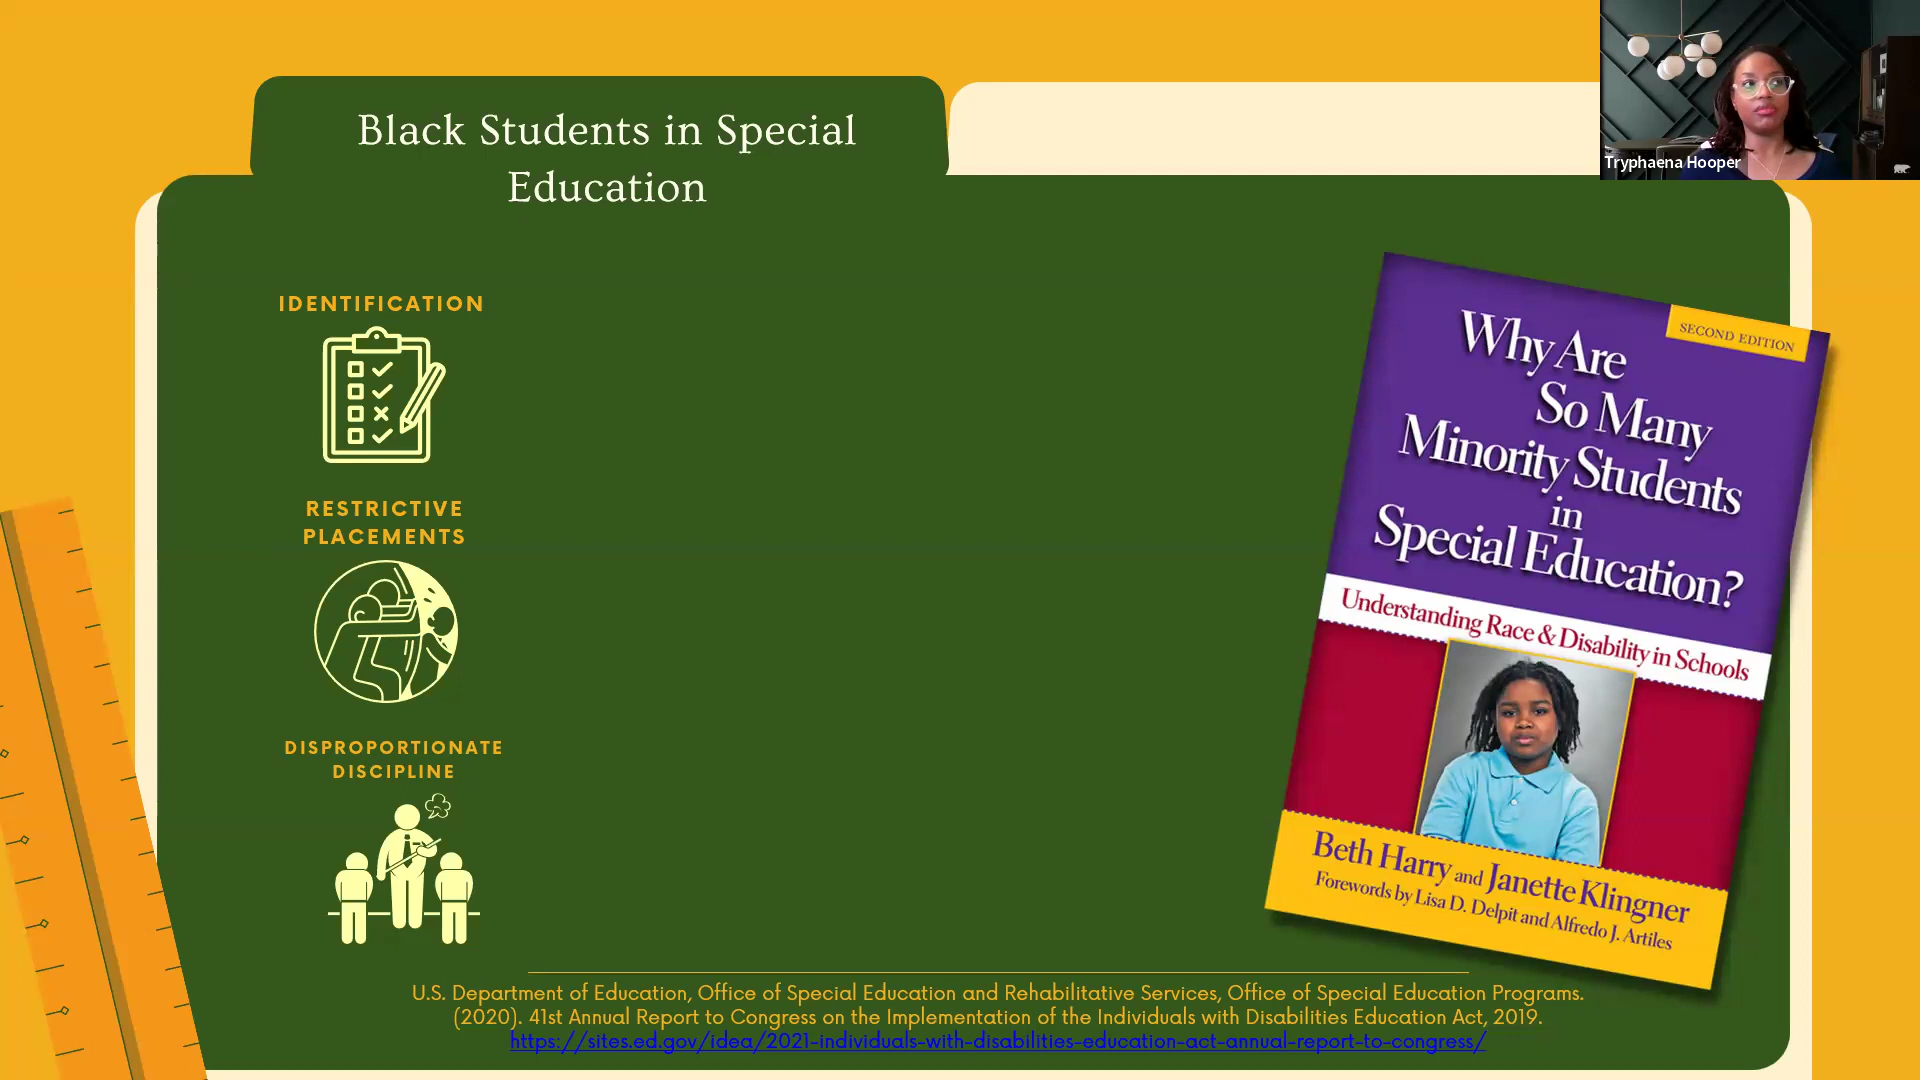 Black Students in Special
Education
Tryphaena Hooper
IDENTIFICATION
RESTRICTIVE
PLACEMENTS
DISPROPORTIONATE
DISCIPLINE
SECOND EDITION
Why Are
So Many
Minority Students
in
Special Education?
Understanding Race & Disability in Schools
Beth Harry and Janette Klingner
Forewords by Lisa D. Delpit and Alfredo J. Artiles
U.S. Department of Education, Office of Special Education and Rehabilitative Services, Office of Special Education Programs.
(2020). 41st Annual Report to Congress on the Implementation of the Individuals with Disabilities Education Act, 2019.
https://sites.ed.gov/idea/2021-individuals-with-disabilities-education-act-annual-report-to-congress/